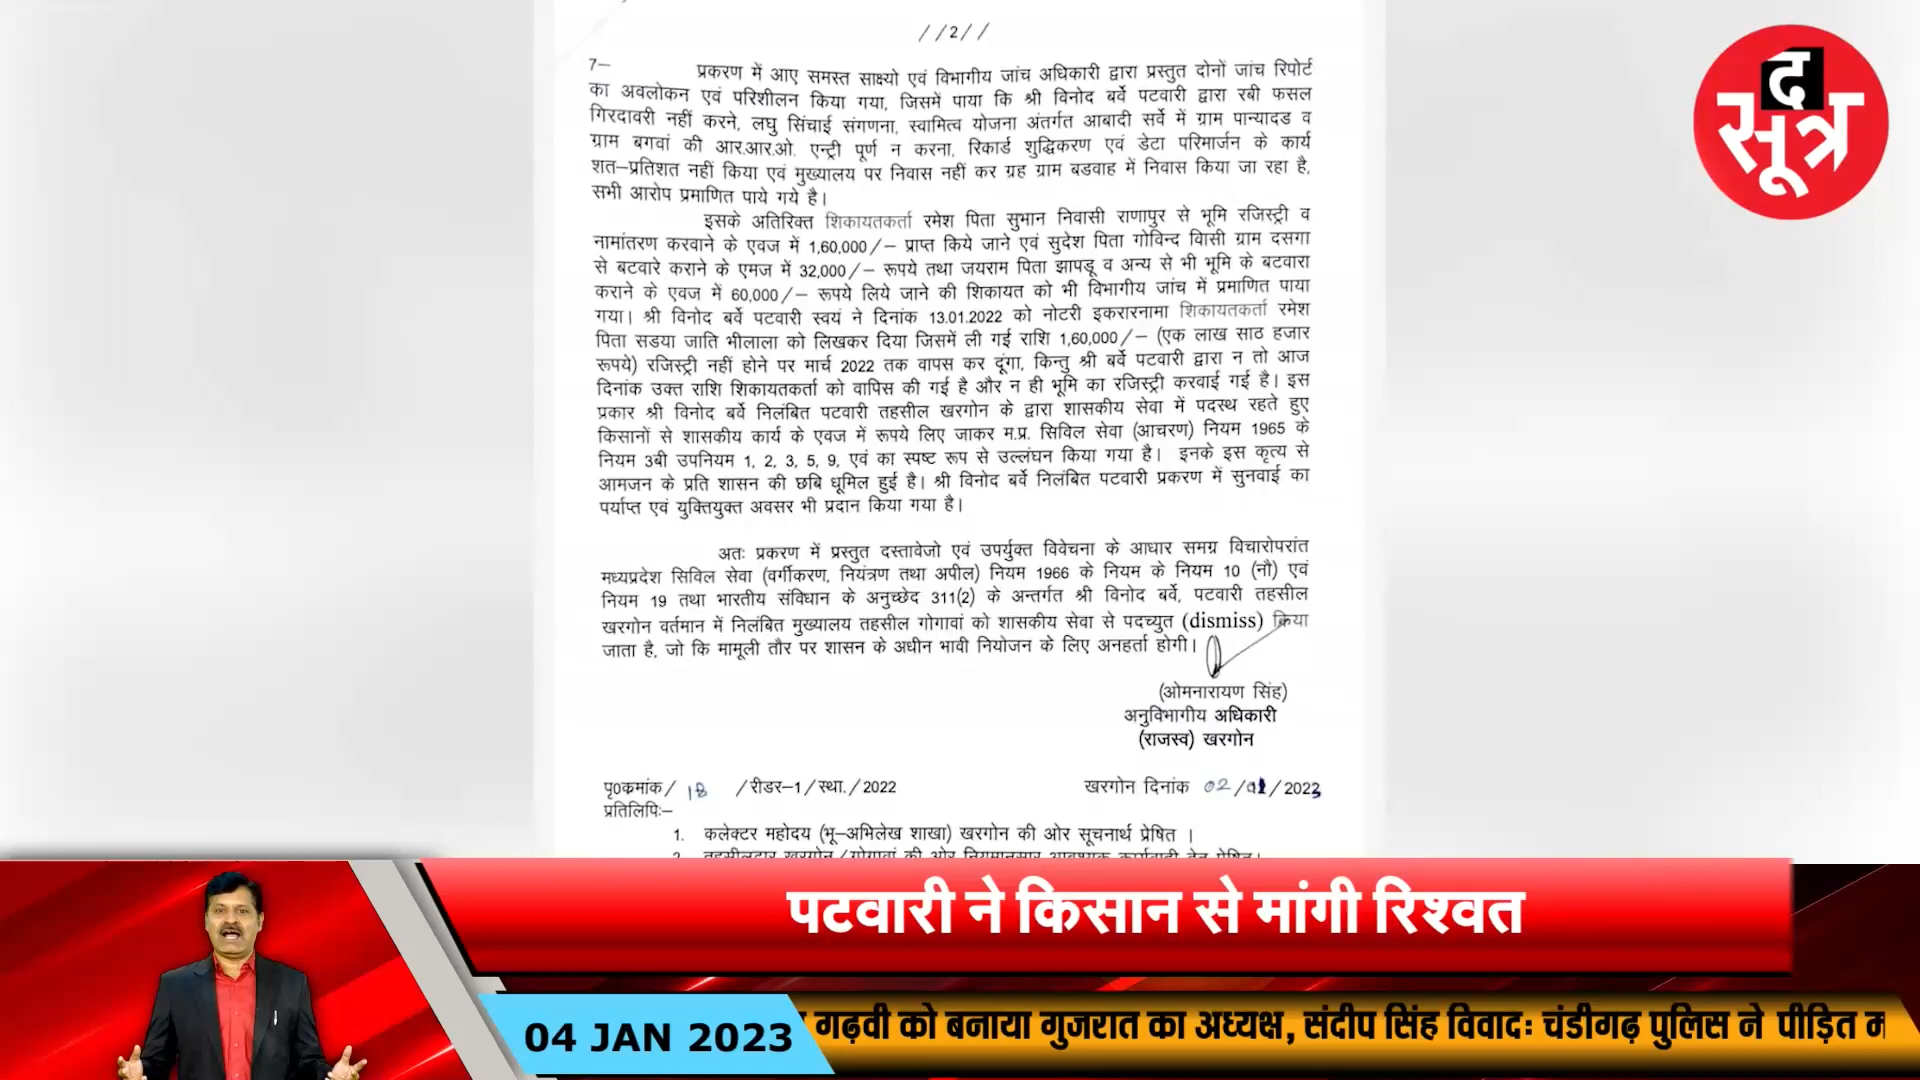 //2//
द
सूत्र
7–
प्रकरण में आए समस्त साक्ष्यो एवं विभागीय जांच अधिकारी द्वारा प्रस्तुत दोनों जांच रिपोर्ट
का अवलोकन एवं परिशीलन किया गया, जिसमें पाया कि श्री विनोद बर्वे पटवारी द्वारा रबी फसल
गिरदावरी नहीं करने, लघु सिंचाई संगणना, स्वामित्व योजना अंतर्गत आबादी सर्वे में ग्राम पान्यादड व
ग्राम बगवां की आर.आर.ओ. एन्ट्री पूर्ण न करना, रिकार्ड शुद्धिकरण एवं डेटा परिमार्जन के कार्य
शत–प्रतिशत नहीं किया एवं मुख्यालय पर निवास नहीं कर ग्रह ग्राम बडवाह में निवास किया जा रहा है,
सभी आरोप प्रमाणित पाये गये है।
इसके अतिरिक्त शिकायतकर्ता रमेश पिता सुभान निवासी राणापुर से भूमि रजिस्ट्री व
नामांतरण करवाने के एवज में 1,60,000/– प्राप्त किये जाने एवं सुदेश पिता गोविन्द विासी ग्राम दसगा
से बटवारे कराने के एमज में 32,000/– रूपये तथा जयराम पिता झापडू व अन्य से भी भूमि के बटवारा
कराने के एवज में 60,000/– रूपये लिये जाने की शिकायत को भी विभागीय जांच में प्रमाणित पाया
गया। श्री विनोद बर्वे पटवारी स्वयं ने दिनांक 13.01.2022 को नोटरी इकरारनामा शिकायतकर्ता रमेश
पिता सडया जाति भीलाला को लिखकर दिया जिसमें ली गई राशि 1,60,000/– (एक लाख साठ हजार
रूपये) रजिस्ट्री नहीं होने पर मार्च 2022 तक वापस कर दूंगा, किन्तु श्री बर्वे पटवारी द्वारा न तो आज
दिनांक उक्त राशि शिकायतकर्ता को वापिस की गई है और न ही भूमि का रजिस्ट्री करवाई गई है। इस
प्रकार श्री विनोद बर्वे निलंबित पटवारी तहसील खरगोन के द्वारा शासकीय सेवा में पदस्थ रहते हुए
किसानों से शासकीय कार्य के एवज में रूपये लिए जाकर म.प्र. सिविल सेवा (आचरण) नियम 1965 के
नियम 3बी उपनियम 1, 2, 3, 5, 9, एवं का स्पष्ट रूप से उल्लंघन किया गया है। इनके इस कृत्य से
आमजन के प्रति शासन की छबि धूमिल हुई है। श्री विनोद बर्वे निलंबित पटवारी प्रकरण में सुनवाई का
पर्याप्त एवं युक्तियुक्त अवसर भी प्रदान किया गया है।
अतः प्रकरण में प्रस्तुत दस्तावेजो एवं उपर्युक्त विवेचना के आधार समग्र विचारोपरांत
मध्यप्रदेश सिविल सेवा (वर्गीकरण, नियंत्रण तथा अपील) नियम 1966 के नियम के नियम 10 (नौ) एवं
नियम 19 तथा भारतीय संविधान के अनुच्छेद 311(2) के अन्तर्गत श्री विनोद बर्वे, पटवारी तहसील
खरगोन वर्तमान में निलंबित मुख्यालय तहसील गोगावां को शासकीय सेवा से पदच्युत (dismiss) किया
जाता है, जो कि मामूली तौर पर शासन के अधीन भावी नियोजन के लिए अनहर्ता होगी।
(ओमनारायण सिंह)
अनुविभागीय अधिकारी
(राजस्व) खरगोन
पृ0क्रमांक/ 18 /रीडर–1/स्था./2022 खरगोन दिनांक 02/01/2023
प्रतिलिपिः–
1. कलेक्टर महोदय (भू–अभिलेख शाखा) खरगोन की ओर सूचनार्थ प्रेषित ।
2. तहसीलदार खरगोन/गोगावां की ओर नियमानुसार आवश्यक कार्यवाही हेतु प्रेषित।
पटवारी ने किसान से मांगी रिश्वत
04 JAN 2023
गढ़वी को बनाया गुजरात का अध्यक्ष, संदीप सिंह विवादः चंडीगढ़ पुलिस ने पीड़ित